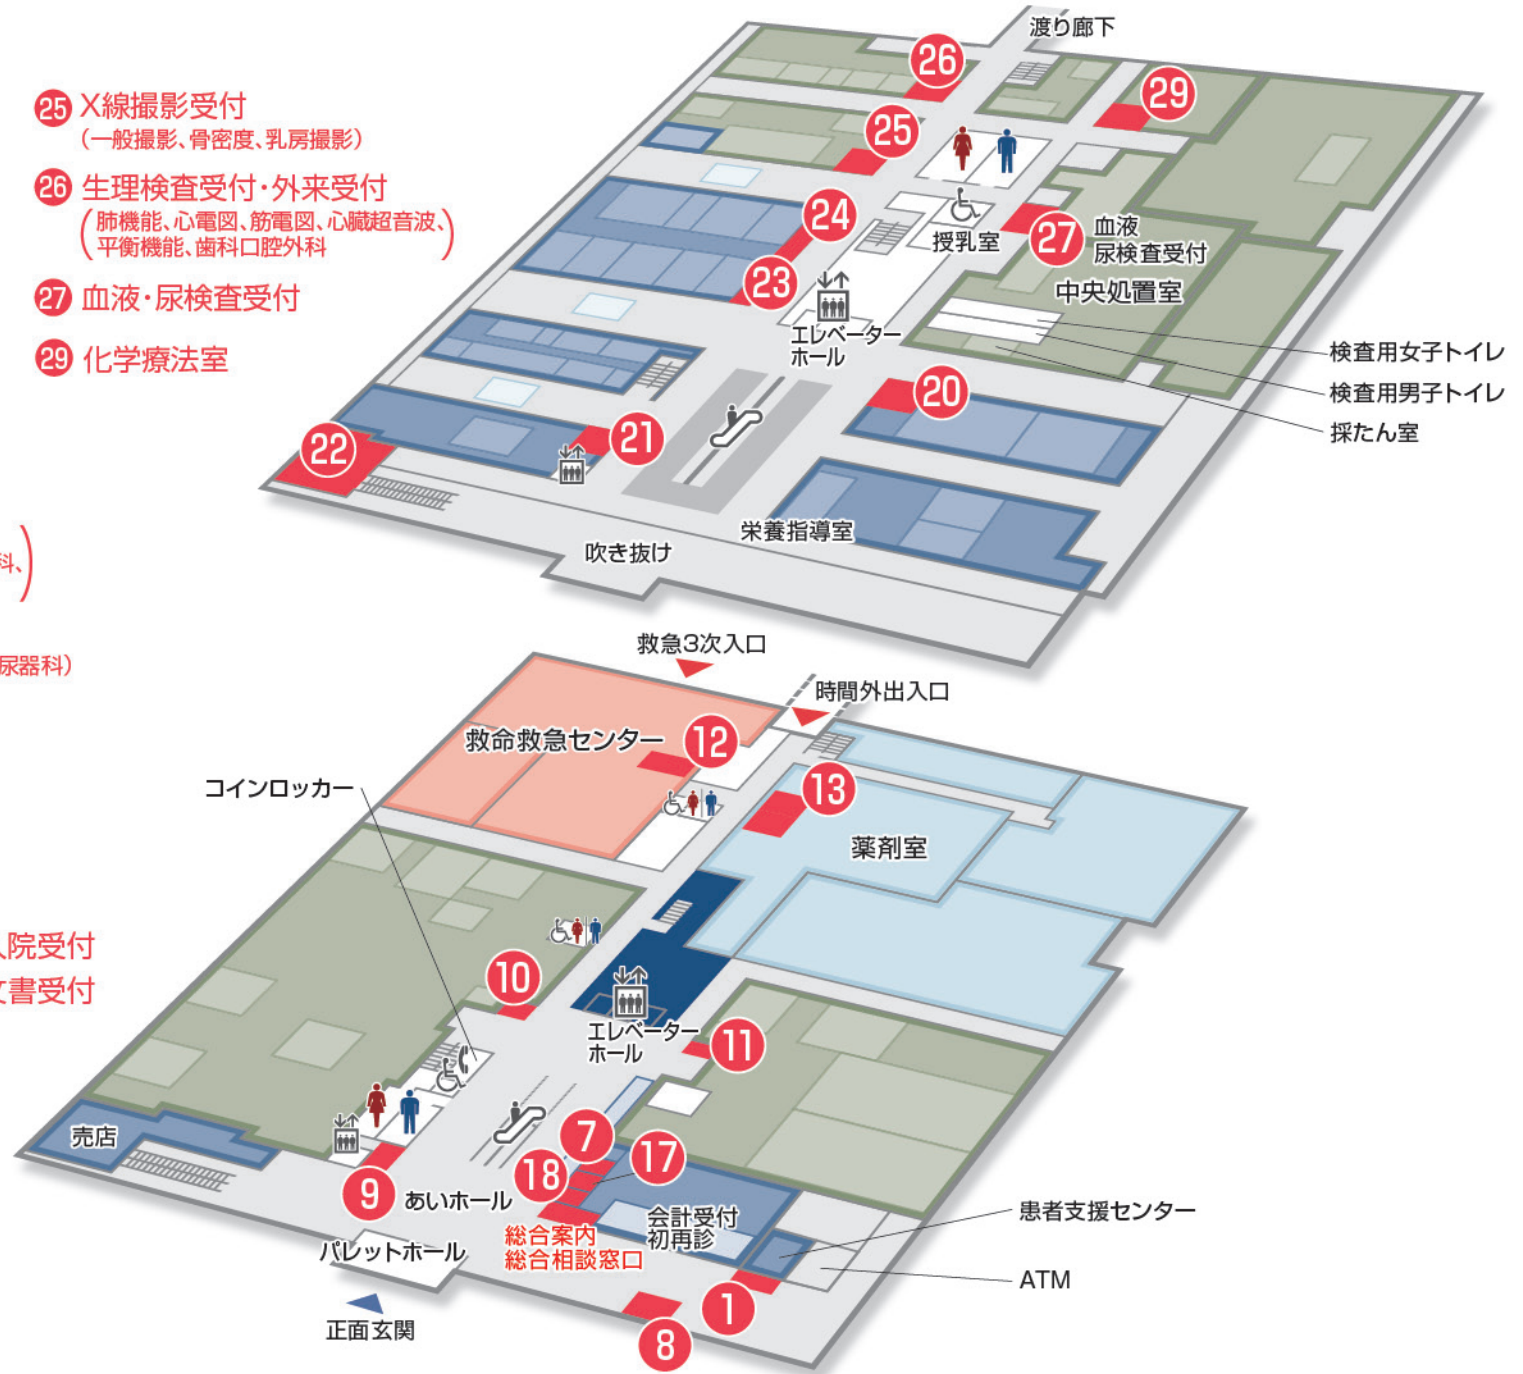 渡り廊下
26
29
25
24
授乳室
27
血液
尿検査受付
中央処置室
23
エレベーター
ホール
検査用女子トイレ
検査用男子トイレ
採たん室
20
21
22
栄養指導室
吹き抜け
25 X線撮影受付
(一般撮影、骨密度、乳房撮影)
26 生理検査受付・外来受付
(肺機能、心電図、筋電図、心臓超音波、
平衡機能、歯科口腔外科)
27 血液・尿検査受付
29 化学療法室
科、)
尿器科)
院受付
書受付
救急3次入口
時間外出入口
救命救急センター
12
コインロッカー
13
薬剤室
10
エレベーター
ホール
11
売店
7
17
18
9
あいホール
パレットホール
総合案内
総合相談窓口
会計受付
初再診
患者支援センター
ATM
1
8
正面玄関